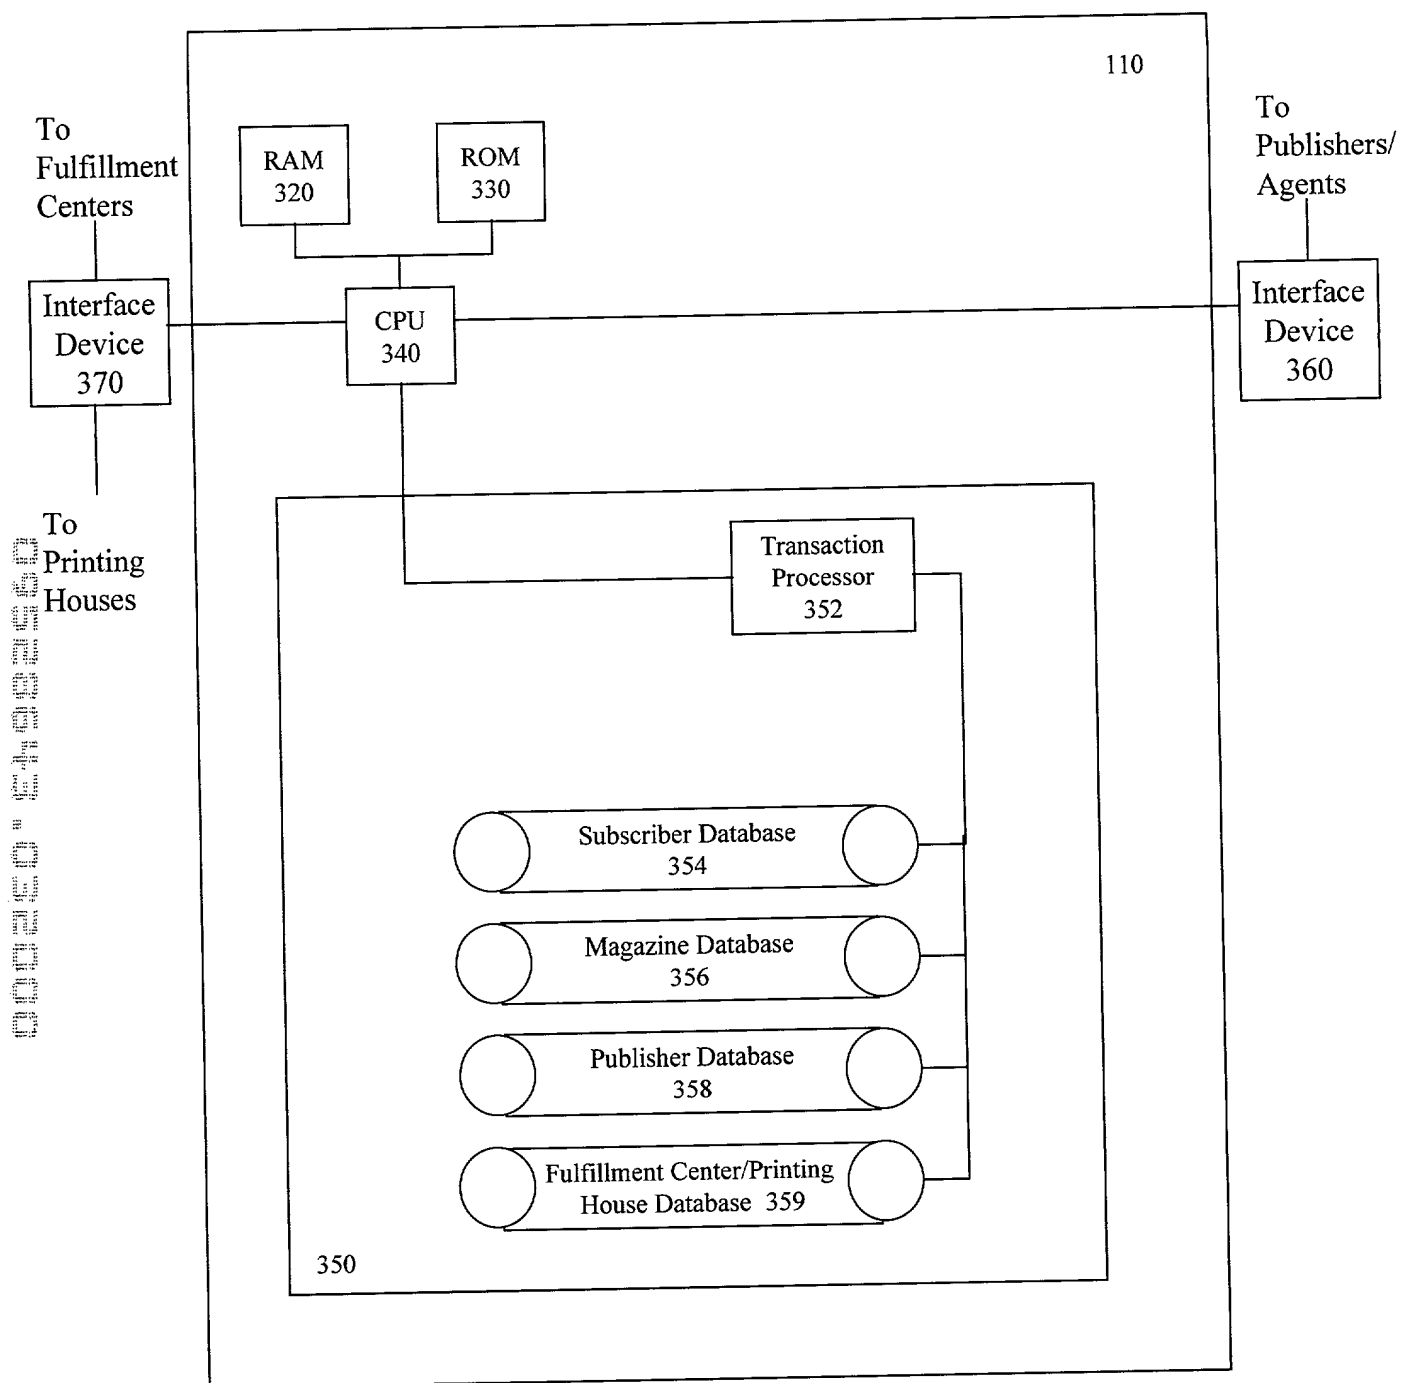 110
To
Fulfillment
Centers
RAM
320
ROM
330
To
Publishers/
Agents
Interface
Device
370
CPU
340
Interface
Device
360
To
Printing
Houses
Transaction
Processor
352
Subscriber Database
354
Magazine Database
356
Publisher Database
358
Fulfillment Center/Printing
House Database 359
350